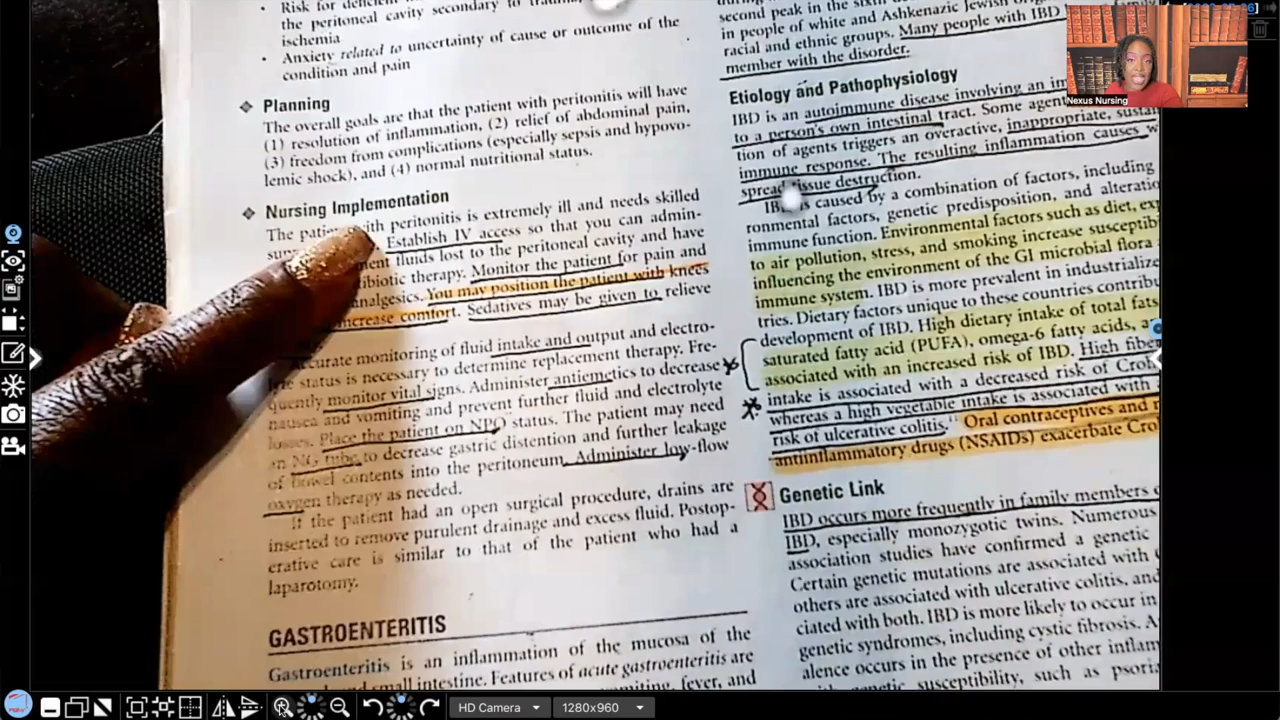 Risk for
the peritoneal cavity secondary to
ischemia
• Anxiety related to uncertainty of cause or outcome of the
condition and pain
Planning
The overall goals are that the patient with peritonitis will have
(1) resolution of inflammation, (2) relief of abdominal pain,
(3) freedom from complications (especially sepsis and hypovo-
lemic shock), and (4) normal nutritional status.
Nursing Implementation
The patient with peritonitis is extremely ill and needs skilled
Establish IV access so that you can admin-
fluids lost to the peritoneal cavity and have
therapy. Monitor the patient for pain and
analgesics. You may position the patient with knees
increase comfort. Sedatives may be given to relieve
Accurate monitoring of fluid intake and output and electro-
status is necessary to determine replacement therapy. Fre-
quently monitor vital signs. Administer antiemetics to decrease
nausea and vomiting and prevent further fluid and electrolyte
losses. Place the patient on NPO status. The patient may need
an NG tube to decrease gastric distention and further leakage
of bowel contents into the peritoneum. Administer low-flow
oxygen therapy as needed.
If the patient had an open surgical procedure, drains are
inserted to remove purulent drainage and excess fluid. Postop-
erative care is similar to that of the patient who had a
laparotomy.
GASTROENTERITIS
Gastroenteritis is an inflammation of the mucosa of the
small intestine. Features of acute gastroenteritis are
fever, and
second peak in the
in people of white and Ashkenazic Jewish
racial and ethnic groups. Many people with IBD
member with the disorder.
Etiology and Pathophysiology
IBD is an autoimmune disease involving an
to a person's own intestinal tract. Some
tion of agents triggers an overactive, inappropriate,
immune response. The resulting inflammation causes
spread tissue destruction.
IBD is caused by a combination of factors, including
ronmental factors, genetic predisposition, and
immune function. Environmental factors such as diet,
to air pollution, stress, and smoking increase
influencing the environment of the GI microbial flora
immune system. IBD is more prevalent in
tries. Dietary factors unique to these countries
development of IBD. High dietary intake of total fats,
saturated fatty acid (PUFA), omega-6 fatty acids,
associated with an increased risk of IBD. High
intake is associated with a decreased risk of
whereas a high vegetable intake is associated with
risk of ulcerative colitis. Oral contraceptives and
antiinflammatory drugs (NSAIDs) exacerbate
Genetic Link
IBD occurs more frequently in family members
IBD, especially monozygotic twins. Numerous
association studies have confirmed a genetic
Certain genetic mutations are associated with
others are associated with ulcerative colitis, and
ciated with both. IBD is more likely to occur in
genetic syndromes, including cystic fibrosis.
alence occurs in the presence of other
genetic susceptibility, such as
Nexus Nursing
HD Camera
1280x960